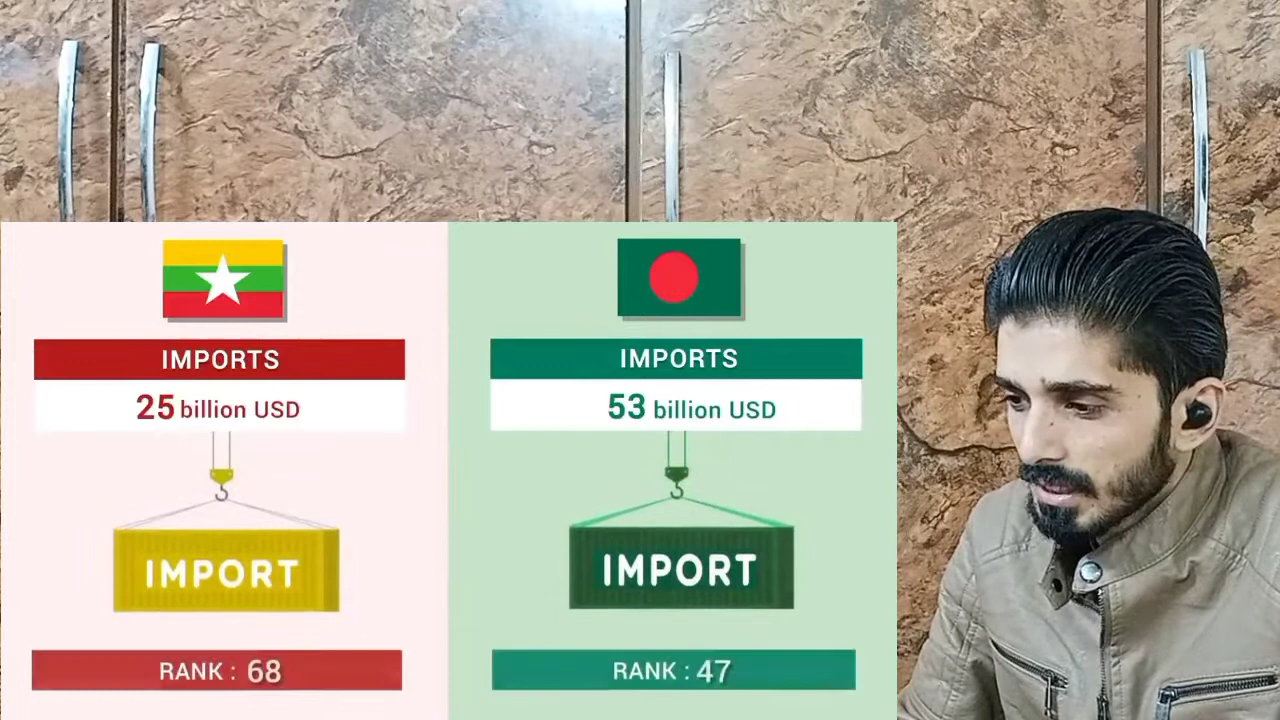 IMPORTS
25 billion USD
IMPORT
RANK : 68
IMPORTS
53 billion USD
IMPORT
RANK : 47